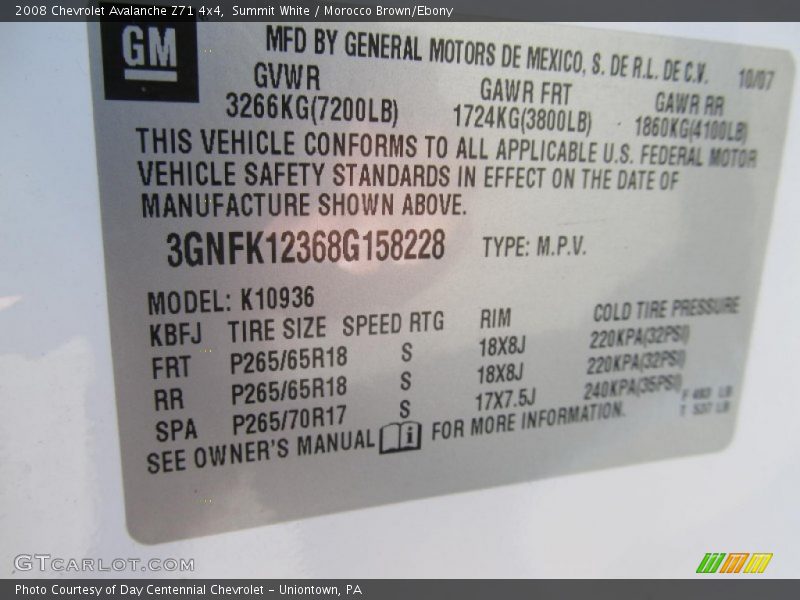 2008 Chevrolet Avalanche Z71 4x4, Summit White / Morocco Brown/Ebony
GM
MFD BY GENERAL MOTORS DE MEXICO, S. DE R.L. DE C.V. 10/07
GVWR GAWR FRT GAWR RR
3266KG(7200LB) 1724KG(3800LB) 1860KG(4100LB)
THIS VEHICLE CONFORMS TO ALL APPLICABLE U.S. FEDERAL MOTOR
VEHICLE SAFETY STANDARDS IN EFFECT ON THE DATE OF
MANUFACTURE SHOWN ABOVE.
3GNFK12368G158228 TYPE: M.P.V.
MODEL: K10936
KBFJ TIRE SIZE SPEED RTG RIM COLD TIRE PRESSURE
FRT P265/65R18 S 18X8J 220KPA(32PSI)
RR P265/65R18 S 18X8J 220KPA(32PSI)
SPA P265/70R17 S 17X7.5J 240KPA(35PSI)
F 493 LB
T 537 LB
SEE OWNER'S MANUAL i FOR MORE INFORMATION.
GTCarlot.com
Photo Courtesy of Day Centennial Chevrolet - Uniontown, PA